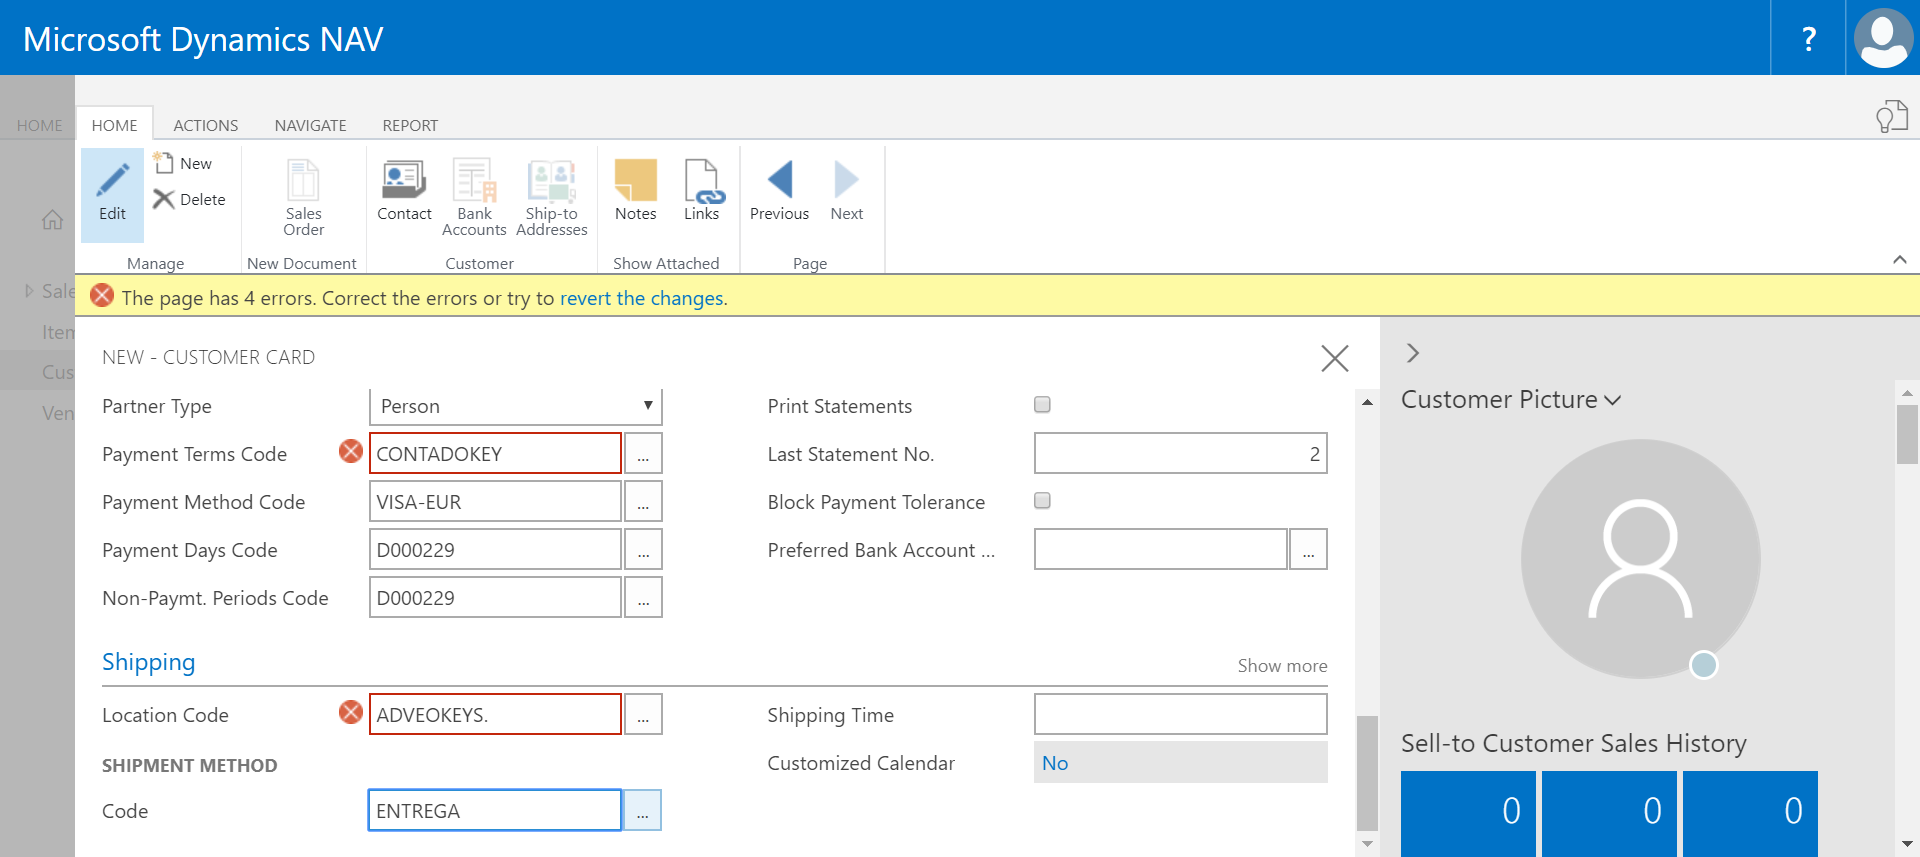 Microsoft Dynamics NAV
?
HOME
HOME
ACTIONS
NAVIGATE
REPORT
Edit
New
Delete
Manage
Sales
Order
New Document
Contact
Bank
Accounts
Ship-to
Addresses
Customer
Notes
Links
Show Attached
Previous
Next
Page
The page has 4 errors. Correct the errors or try to revert the changes.
Sale
Item
Cus
Ven
NEW - CUSTOMER CARD
Partner Type
Person
Payment Terms Code
CONTADOKEY
...
Payment Method Code
VISA-EUR
...
Payment Days Code
D000229
...
Non-Paymt. Periods Code
D000229
...
Print Statements
Last Statement No.
2
Block Payment Tolerance
Preferred Bank Account ...
...
Shipping
Show more
Location Code
ADVEOKEYS.
...
SHIPMENT METHOD
Code
ENTREGA
...
Shipping Time
Customized Calendar
No
Customer Picture
Sell-to Customer Sales History
0
0
0